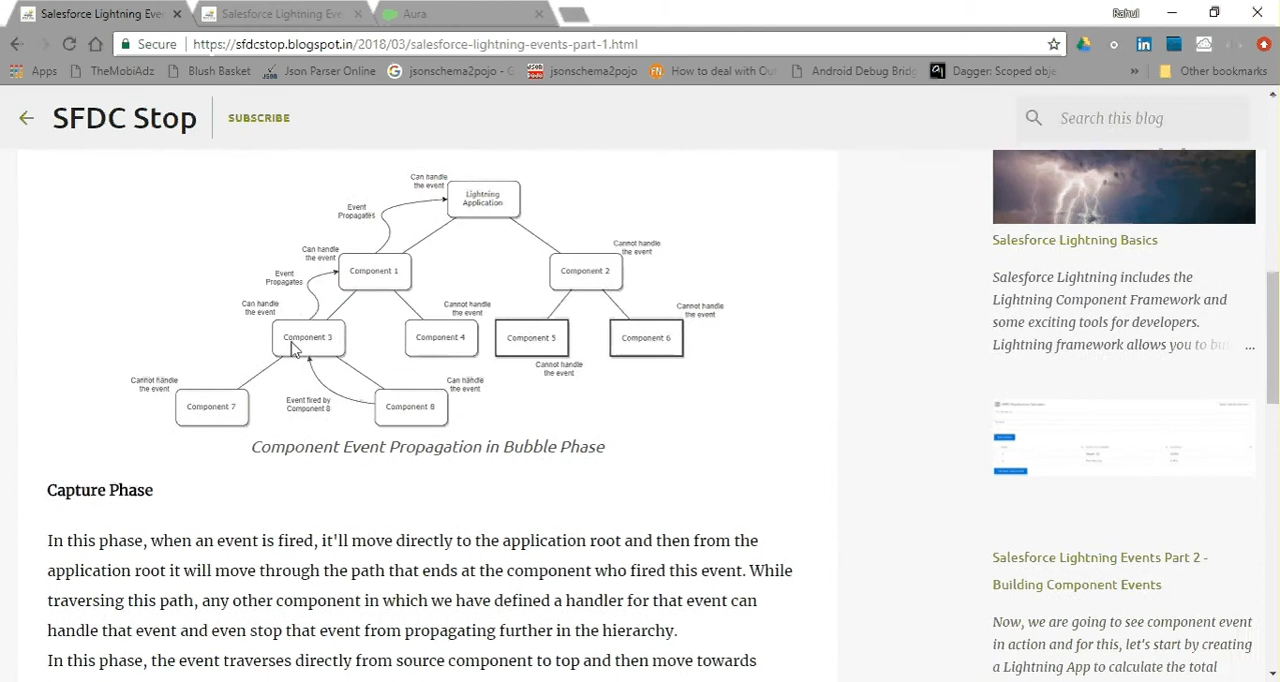 Salesforce Lightning Eve
Salesforce Lightning Eve
Aura
Rahul
Secure
https://sfdcstop.blogspot.in/2018/03/salesforce-lightning-events-part-1.html
Apps
TheMobiAdz
Blush Basket
Json Parser Online
jsonschema2pojo - G
jsonschema2pojo
How to deal with Out
Android Debug Bridg
Dagger: Scoped obje
»
Other bookmarks
SFDC Stop
SUBSCRIBE
Search this blog
Can handle
the event
Lightning
Application
Event
Propagates
Can handle
the event
Cannot handle
the event
Component 1
Component 2
Event
Propagates
Can handle
the event
Cannot handle
the event
Cannot handle
the event
Component 3
Component 4
Component 5
Component 6
Cannot handle
the event
Cannot handle
the event
Can handle
the event
Event fired by
Component 8
Component 7
Component 8
Component Event Propagation in Bubble Phase
Capture Phase
In this phase, when an event is fired, it'll move directly to the application root and then from the
application root it will move through the path that ends at the component who fired this event. While
traversing this path, any other component in which we have defined a handler for that event can
handle that event and even stop that event from propagating further in the hierarchy.
In this phase, the event traverses directly from source component to top and then move towards
Salesforce Lightning Basics
Salesforce Lightning includes the
Lightning Component Framework and
some exciting tools for developers.
Lightning framework allows you to bu ...
Salesforce Lightning Events Part 2 -
Building Component Events
Now, we are going to see component event
in action and for this, let's start by creating
a Lightning App to calculate the total